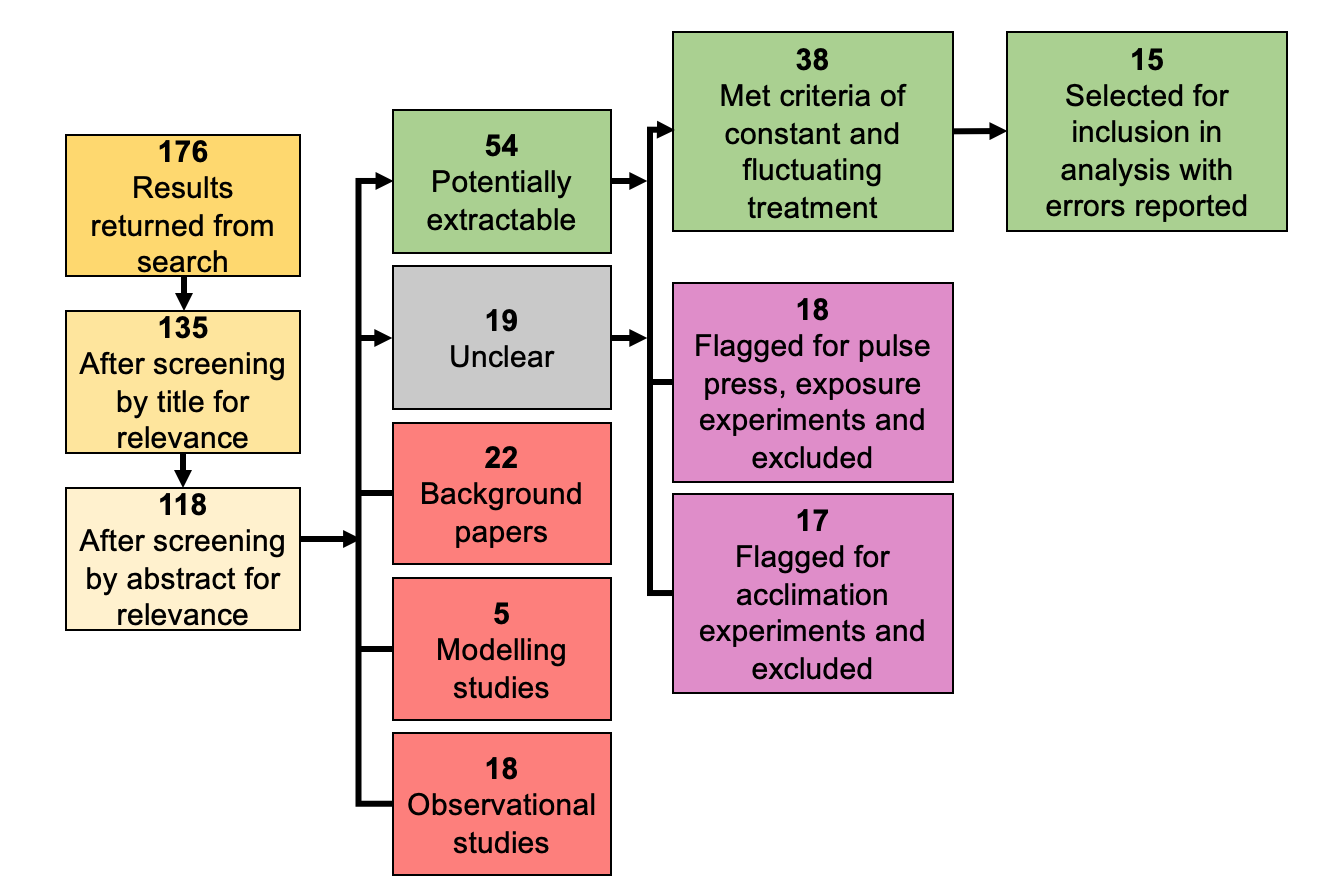 176
Results
returned from
search
135
After screening
by title for
relevance
118
After screening
by abstract for
relevance
54
Potentially
extractable
19
Unclear
22
Background
papers
5
Modelling
studies
18
Observational
studies
38
Met criteria of
constant and
fluctuating
treatment
18
Flagged for pulse
press, exposure
experiments and
excluded
17
Flagged for
acclimation
experiments and
excluded
15
Selected for
inclusion in
analysis with
errors reported